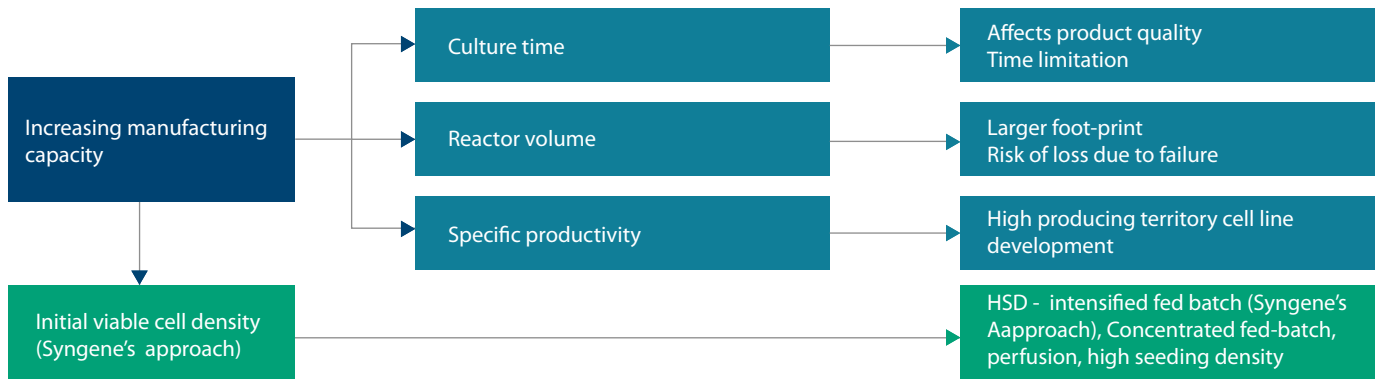 Culture time
Affects product quality
Time limitation
Increasing manufacturing
capacity
Reactor volume
Larger foot-print
Risk of loss due to failure
Specific productivity
High producing territory cell line
development
Initial viable cell density
(Syngene's approach)
HSD - intensified fed batch (Syngene's
Aapproach), Concentrated fed-batch,
perfusion, high seeding density